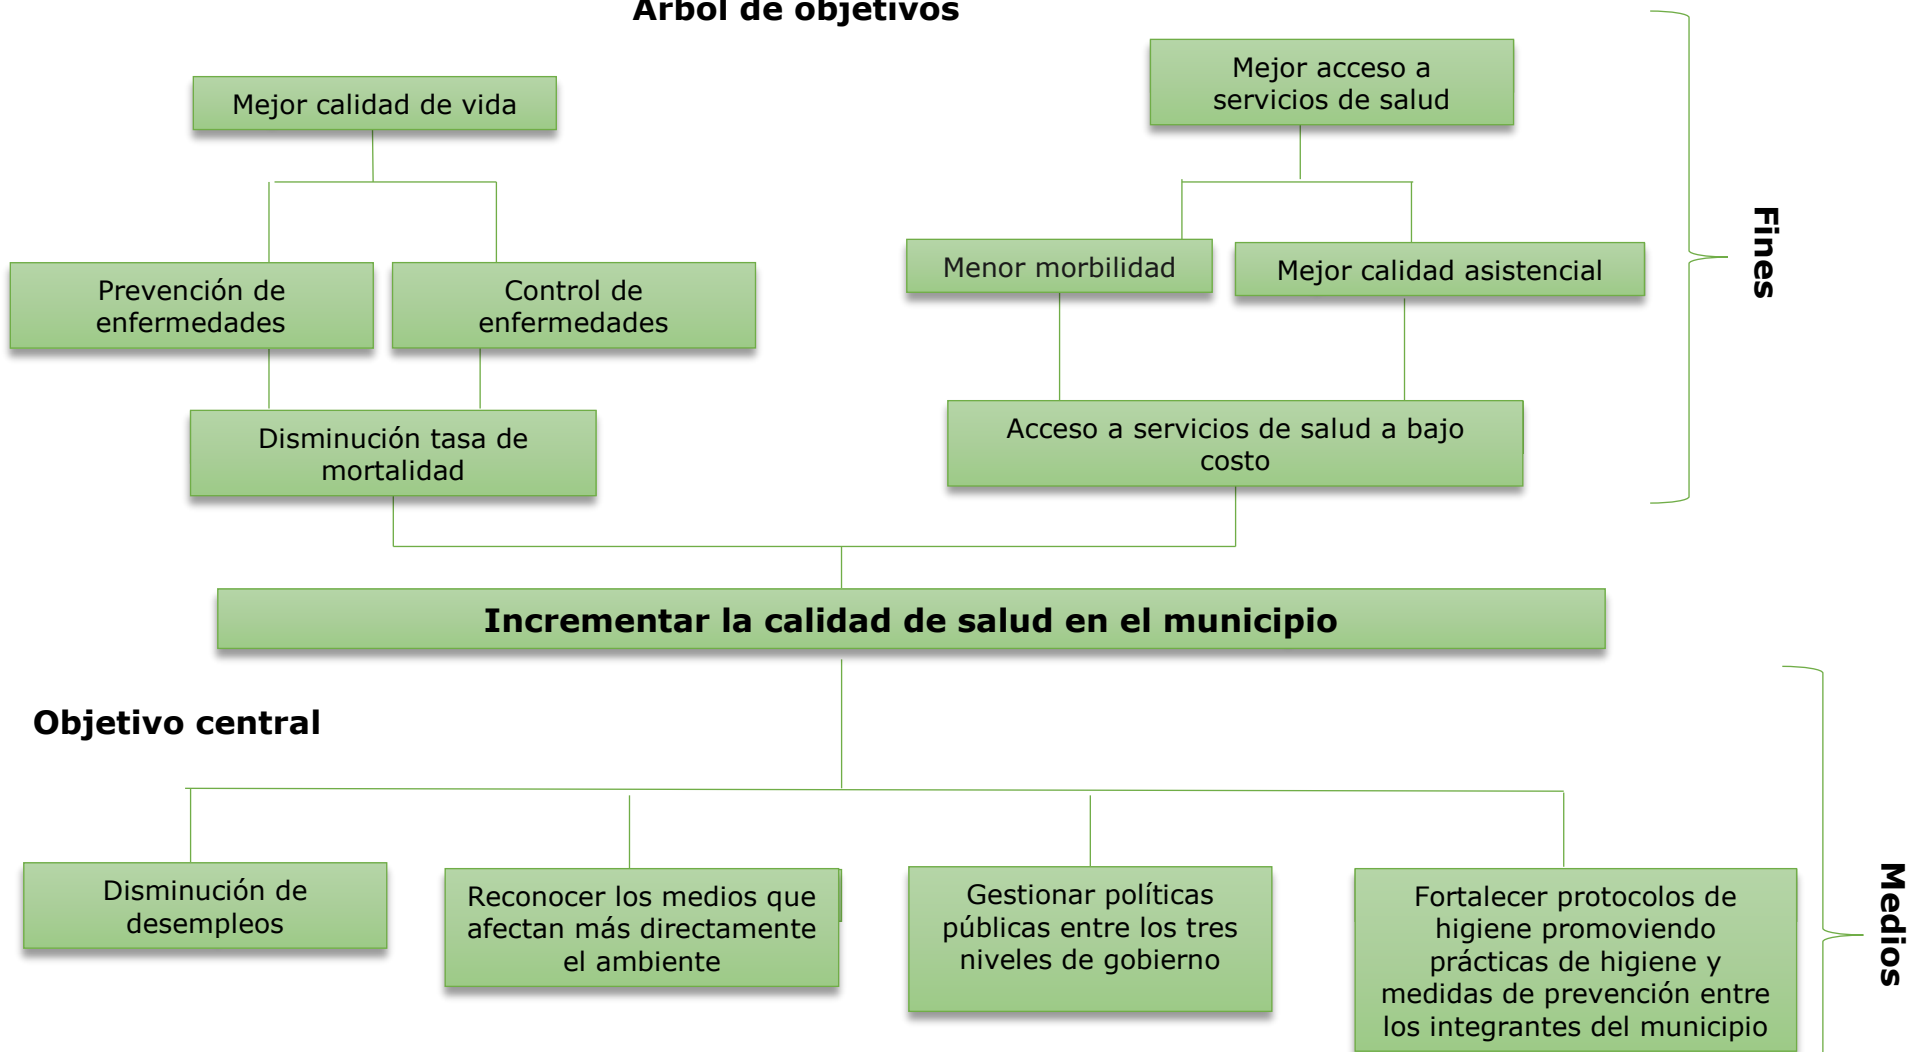 Árbol de objetivos
Mejor calidad de vida
Mejor acceso a
servicios de salud
Prevención de
enfermedades
Control de
enfermedades
Menor morbilidad
Mejor calidad asistencial
Disminución tasa de
mortalidad
Acceso a servicios de salud a bajo
costo
Fines
Incrementar la calidad de salud en el municipio
Objetivo central
Disminución de
desempleos
Reconocer los medios que
afectan más directamente
el ambiente
Gestionar políticas
públicas entre los tres
niveles de gobierno
Fortalecer protocolos de
higiene promoviendo
prácticas de higiene y
medidas de prevención entre
los integrantes del municipio
Medios